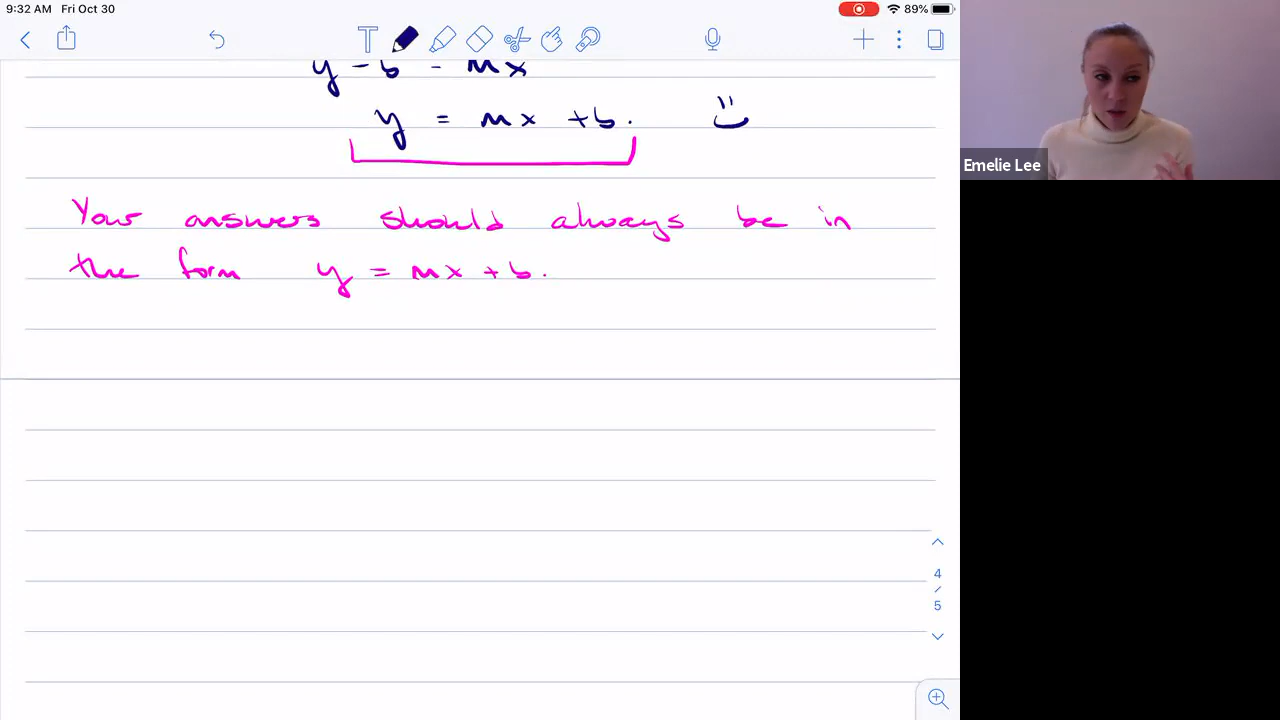 9:32 AM Fri Oct 30
89%
y - b = mx
y = mx + b.
Emelie Lee
Your answers should always be in
the form y = mx + b.
4
/
5